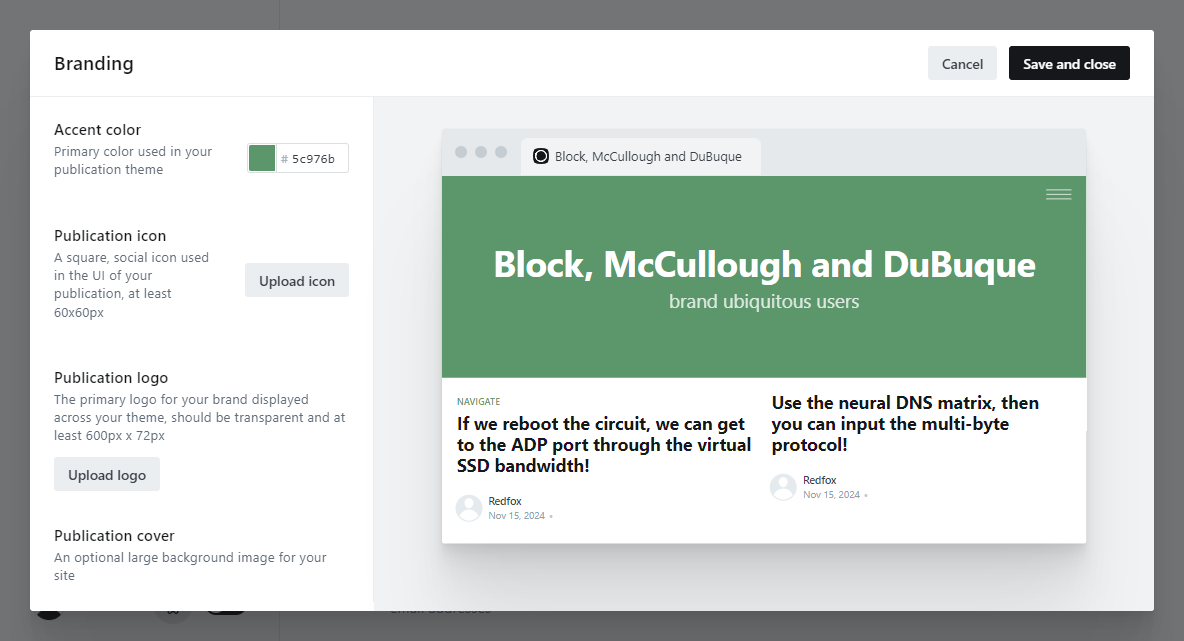 Branding
Cancel
Save and close
Accent color
Primary color used in your
publication theme
# 5c976b
Publication icon
A square, social icon used
in the UI of your
publication, at least
60x60px
Upload icon
Publication logo
The primary logo for your brand displayed
across your theme, should be transparent and at
least 600px x 72px
Upload logo
Publication cover
An optional large background image for your
site
Block, McCullough and DuBuque
Block, McCullough and DuBuque
brand ubiquitous users
NAVIGATE
If we reboot the circuit, we can get
to the ADP port through the virtual
SSD bandwidth!
Redfox
Nov 15, 2024
Use the neural DNS matrix, then
you can input the multi-byte
protocol!
Redfox
Nov 15, 2024